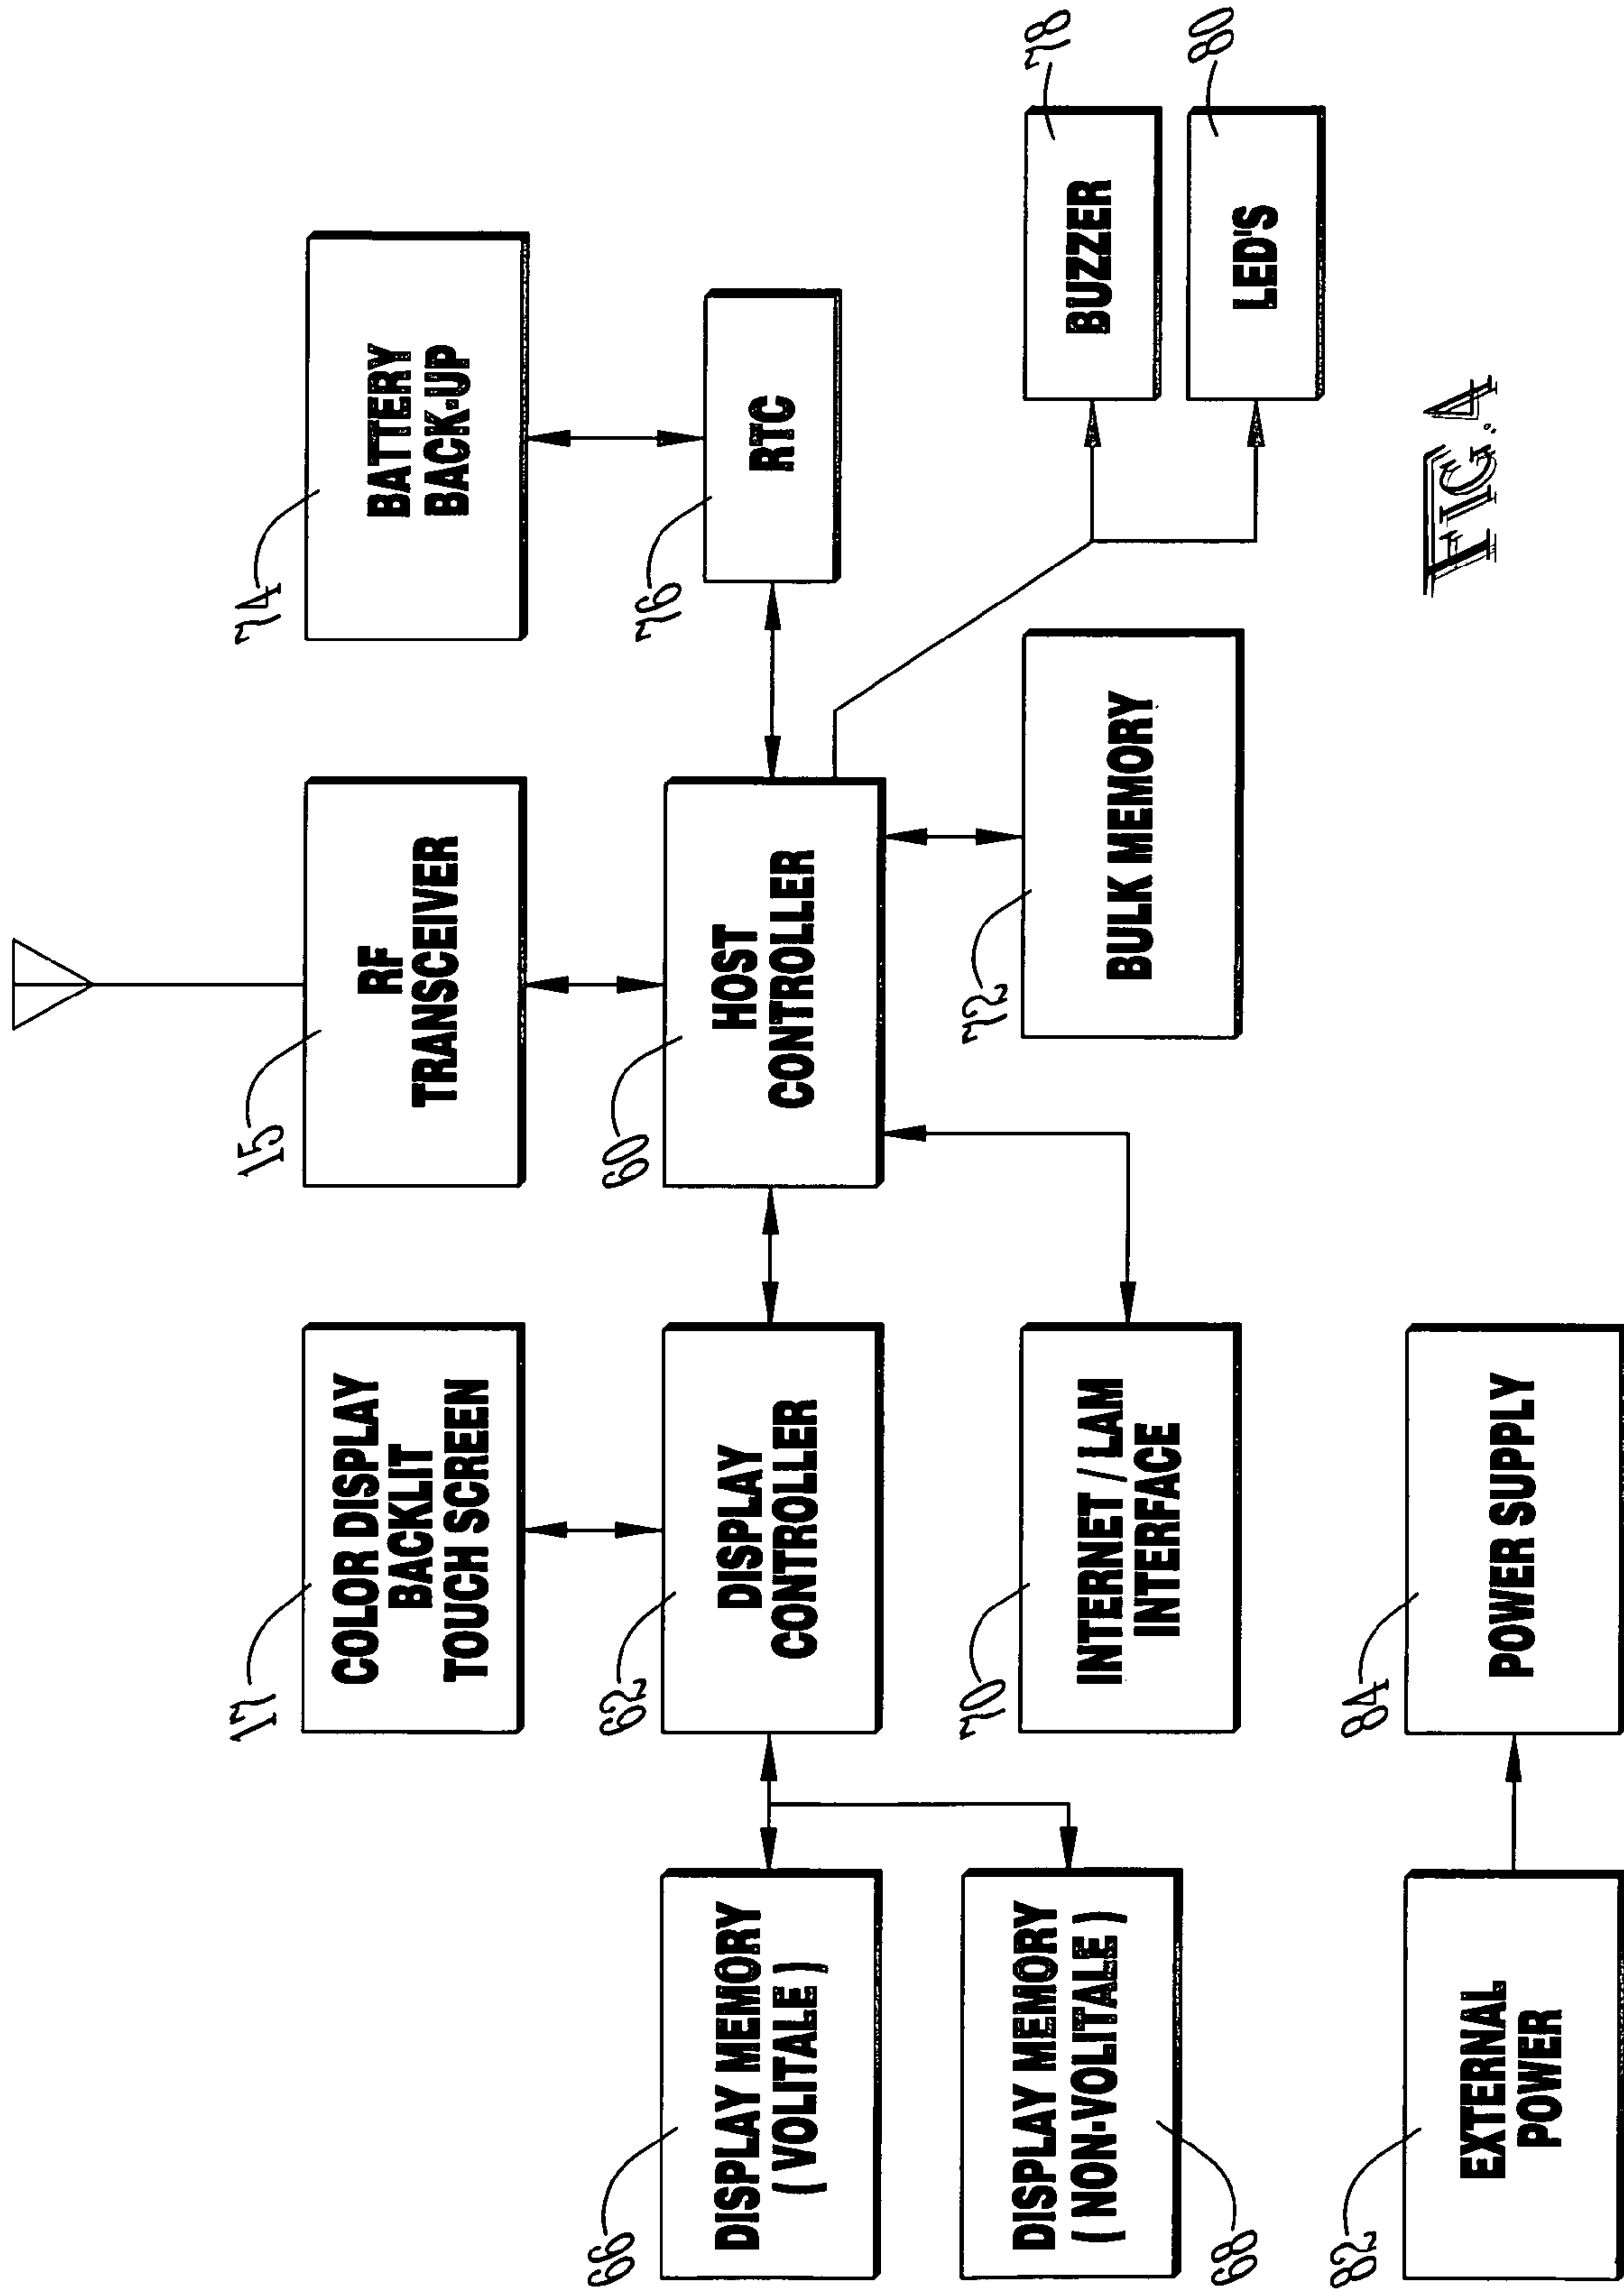 74
BATTERY
BACK-UP
15
RF
TRANSCEIVER
17
COLOR DISPLAY
BACKLIT
TOUCH SCREEN
76
RTC
60
HOST
CONTROLLER
62
DISPLAY
CONTROLLER
66
DISPLAY MEMORY
( VOLITALE )
78
BUZZER
80
LED'S
72
BULK MEMORY
70
INTERNET / LAM
INTERFACE
68
DISPLAY MEMORY
( NON-VOLITALE )
84
POWER SUPPLY
82
EXTERNAL
POWER
FIG. 4